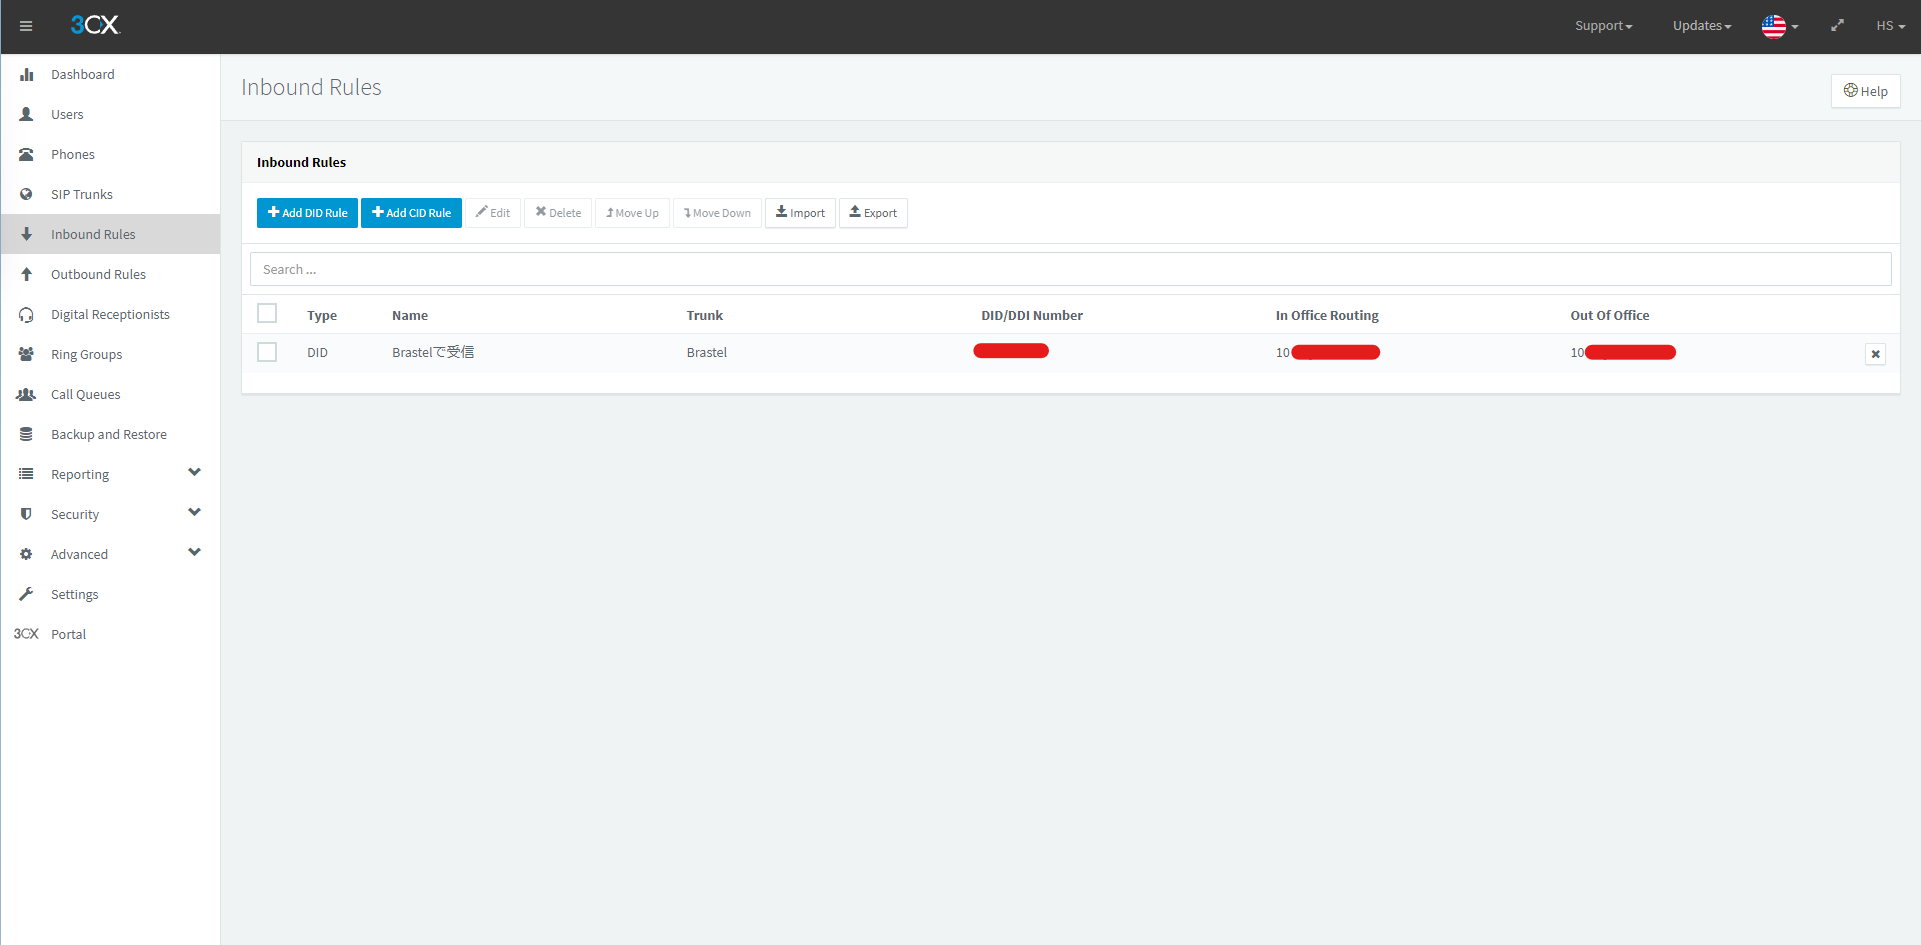 3CX
Support
Updates
HS
Dashboard
Users
Phones
SIP Trunks
Inbound Rules
Outbound Rules
Digital Receptionists
Ring Groups
Call Queues
Backup and Restore
Reporting
Security
Advanced
Settings
3CX Portal
Inbound Rules
Help
Inbound Rules
Add DID Rule Add CID Rule Edit Delete Move Up Move Down Import Export
Search ...
Type Name Trunk DID/DDI Number In Office Routing Out Of Office
DID Brastelで受信 Brastel 10 10